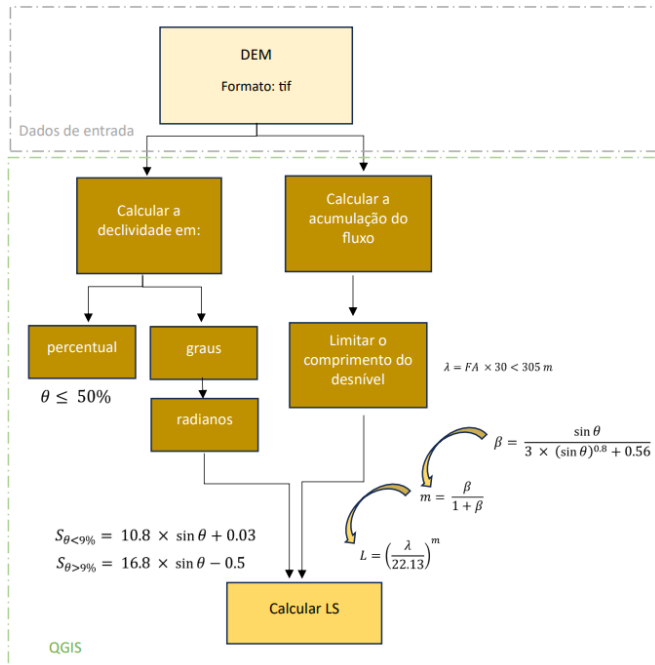 DEM
Formato: tif
Dados de entrada
Calcular a
declividade em:
Calcular a
acumulação do
fluxo
percentual
graus
Limitar o
comprimento do
desnível
λ = FA × 30 < 305 m
θ ≤ 50%
radianos
β = sin θ / 3 × (sin θ)^0.8 + 0.56
m = β / 1 + β
L = (λ / 22.13)^m
S_θ<9% = 10.8 × sin θ + 0.03
S_θ>9% = 16.8 × sin θ − 0.5
Calcular LS
QGIS